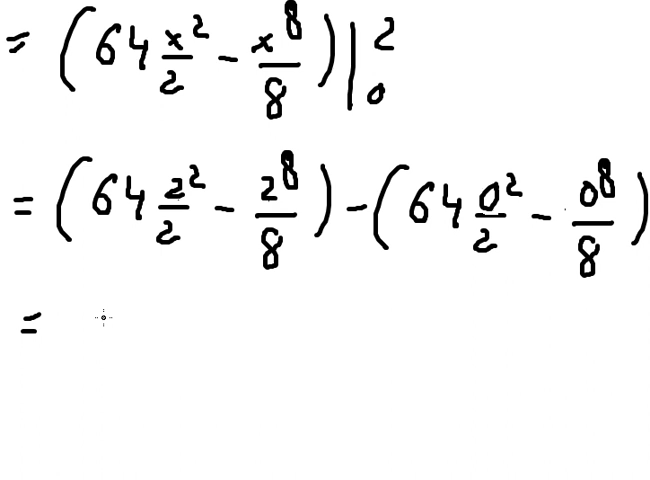 = (64 x²/2 - x⁸/8)|₀²
= (64 2²/2 - 2⁸/8) - (64 0²/2 - 0⁸/8)
=